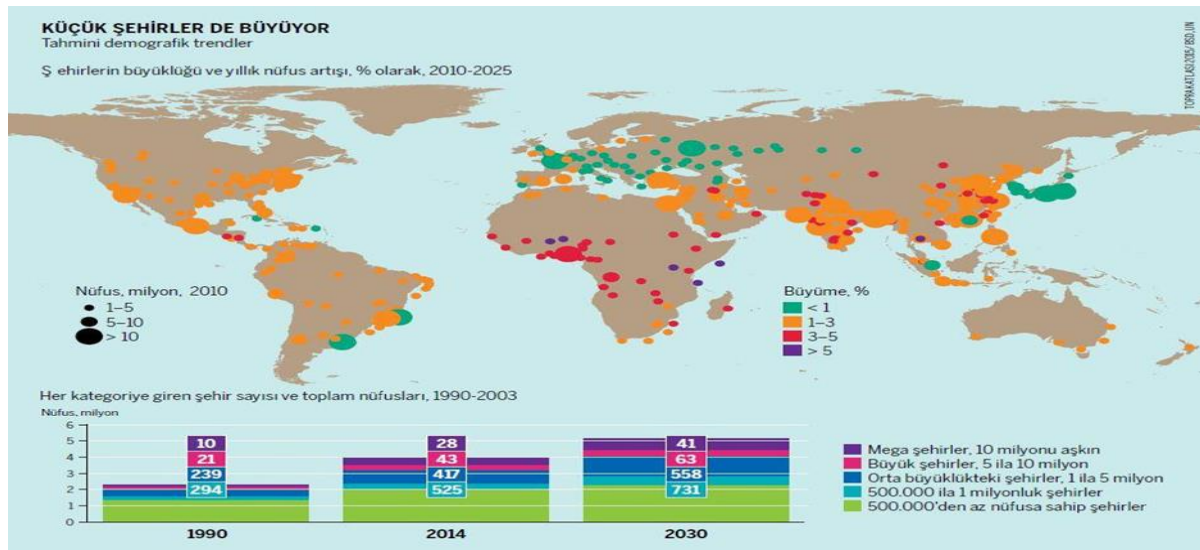 KÜÇÜK ŞEHİRLER DE BÜYÜYOR
Tahmini demografik trendler
Ş ehirlerin büyüklüğü ve yıllık nüfus artışı, % olarak, 2010-2025
TOPRAK ATLASI 2015/ BSD, UN
Nüfus, milyon, 2010
1–5
5–10
> 10
Büyüme, %
< 1
1–3
3–5
> 5
Her kategoriye giren şehir sayısı ve toplam nüfusları, 1990-2003
Nüfus, milyon
6
5
4
3
2
1
0
10
21
239
294
28
43
417
525
41
63
558
731
1990
2014
2030
Mega şehirler, 10 milyonu aşkın
Büyük şehirler, 5 ila 10 milyon
Orta büyüklükteki şehirler, 1 ila 5 milyon
500.000 ila 1 milyonluk şehirler
500.000'den az nüfusa sahip şehirler